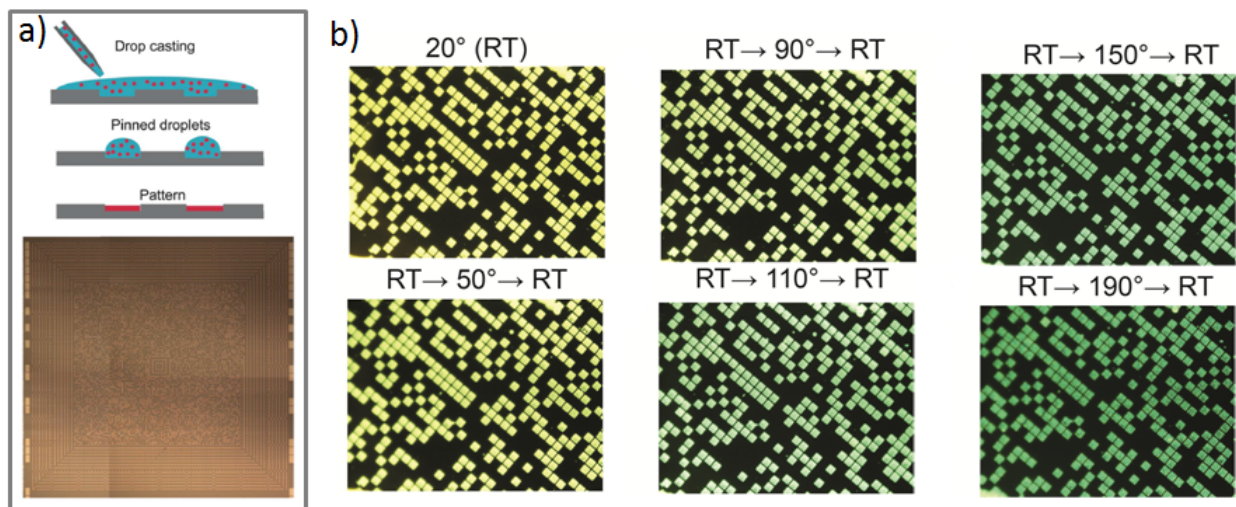 a)
Drop casting
Pinned droplets
Pattern
b)
20° (RT)
RT→ 90°→ RT
RT→ 150°→ RT
RT→ 50°→ RT
RT→ 110°→ RT
RT→ 190°→ RT